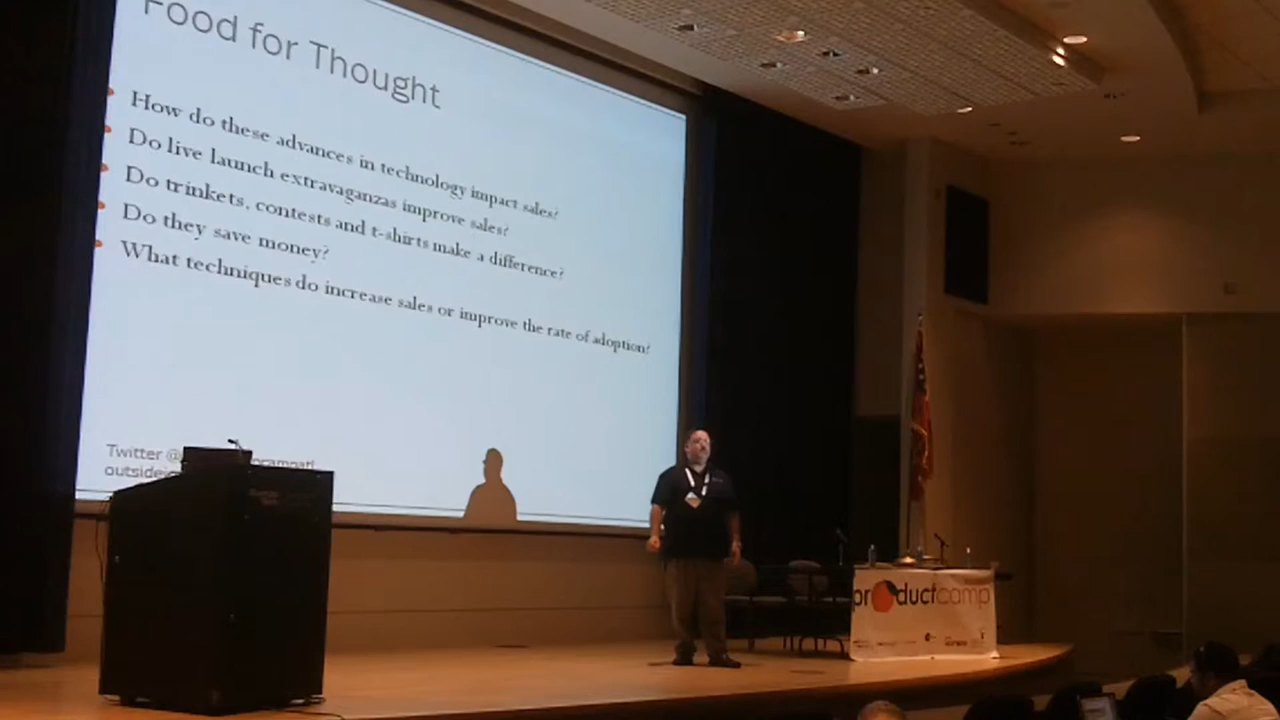 Food for Thought
How do these advances in technology impact sales?
Do live launch extravaganzas improve sales?
Do trinkets, contests and t-shirts make a difference?
Do they save money?
What techniques do increase sales or improve the rate of adoption?
Twitter @
outside
productcamp